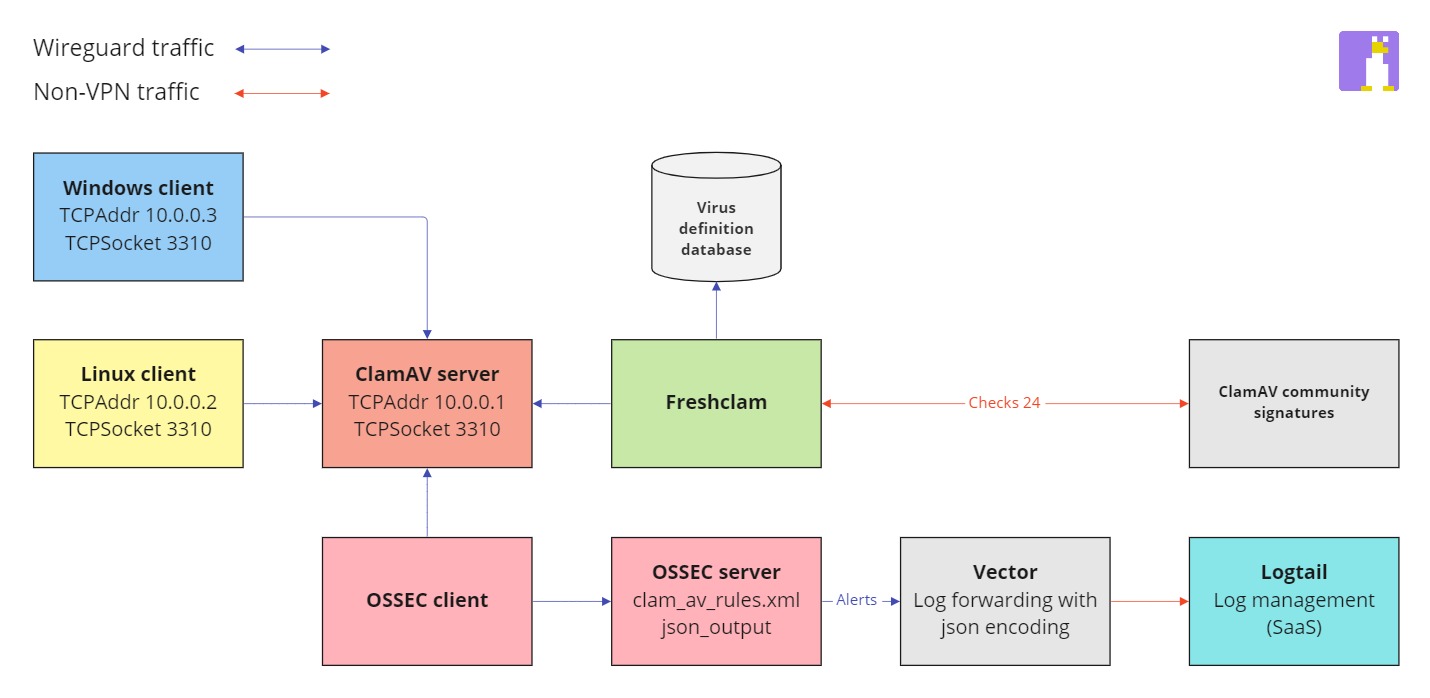 Wireguard traffic
Non-VPN traffic
Windows client
TCPAddr 10.0.0.3
TCPSocket 3310
Virus
definition
database
Linux client
TCPAddr 10.0.0.2
TCPSocket 3310
ClamAV server
TCPAddr 10.0.0.1
TCPSocket 3310
Freshclam
Checks 24
ClamAV community
signatures
OSSEC client
OSSEC server
clam_av_rules.xml
json_output
Alerts
Vector
Log forwarding with
json encoding
Logtail
Log management
(SaaS)